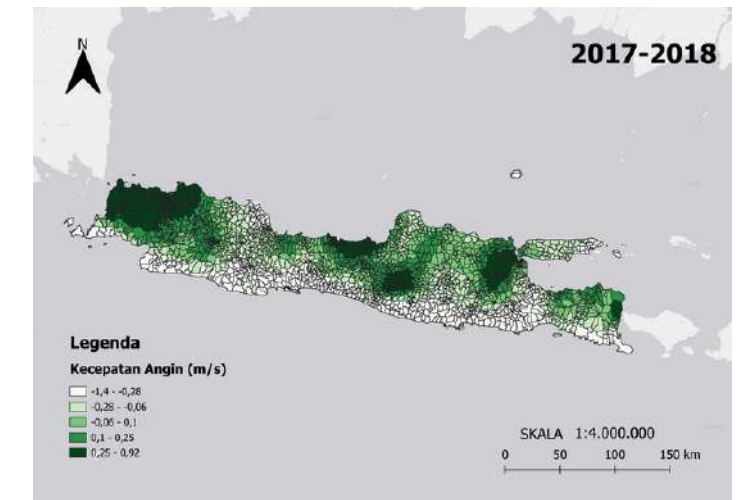 N
2017-2018
Legenda
Kecepatan Angin (m/s)
-1,4 - -0,28
-0,28 - -0,06
-0,06 - 0,1
0,1 - 0,25
0,25 - 0,92
SKALA 1:4.000.000
0 50 100 150 km